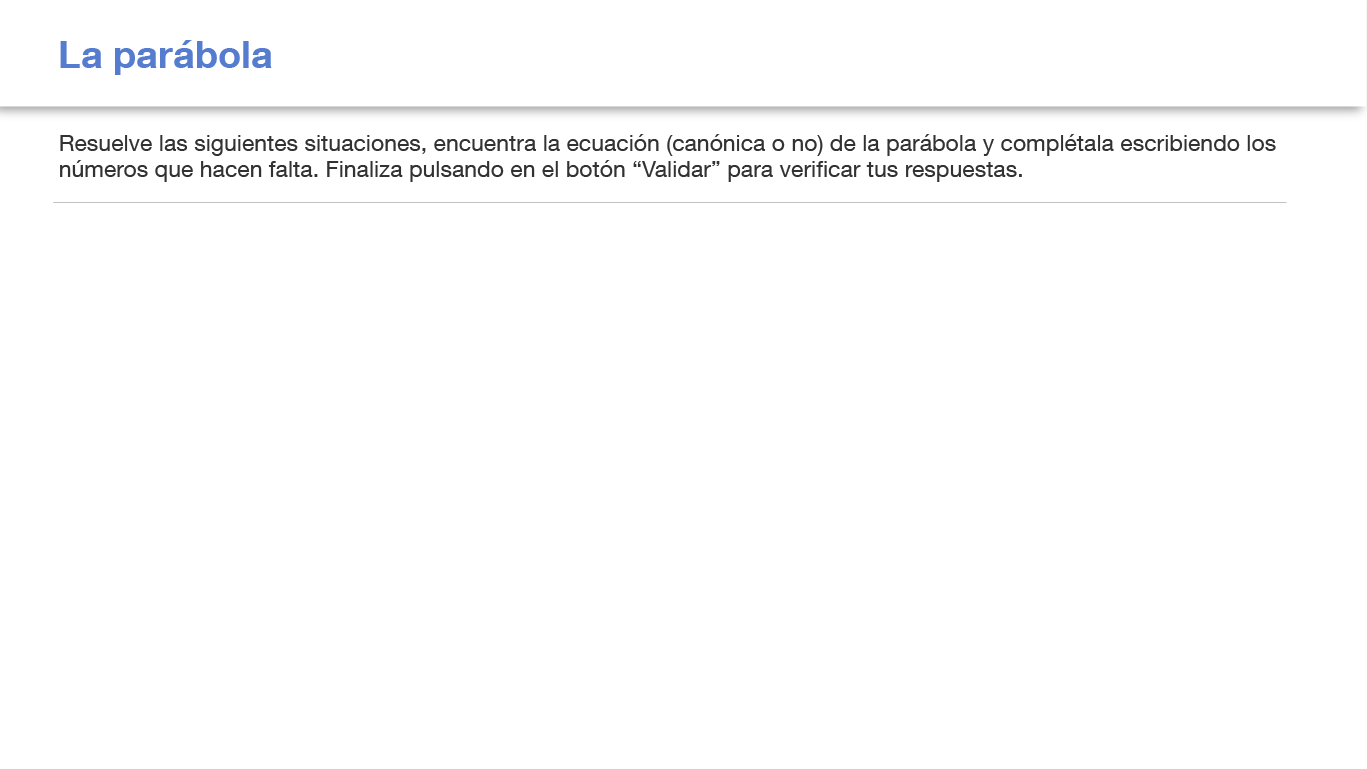 La parábola
Resuelve las siguientes situaciones, encuentra la ecuación (canónica o no) de la parábola y complétala escribiendo los
números que hacen falta. Finaliza pulsando en el botón “Validar” para verificar tus respuestas.